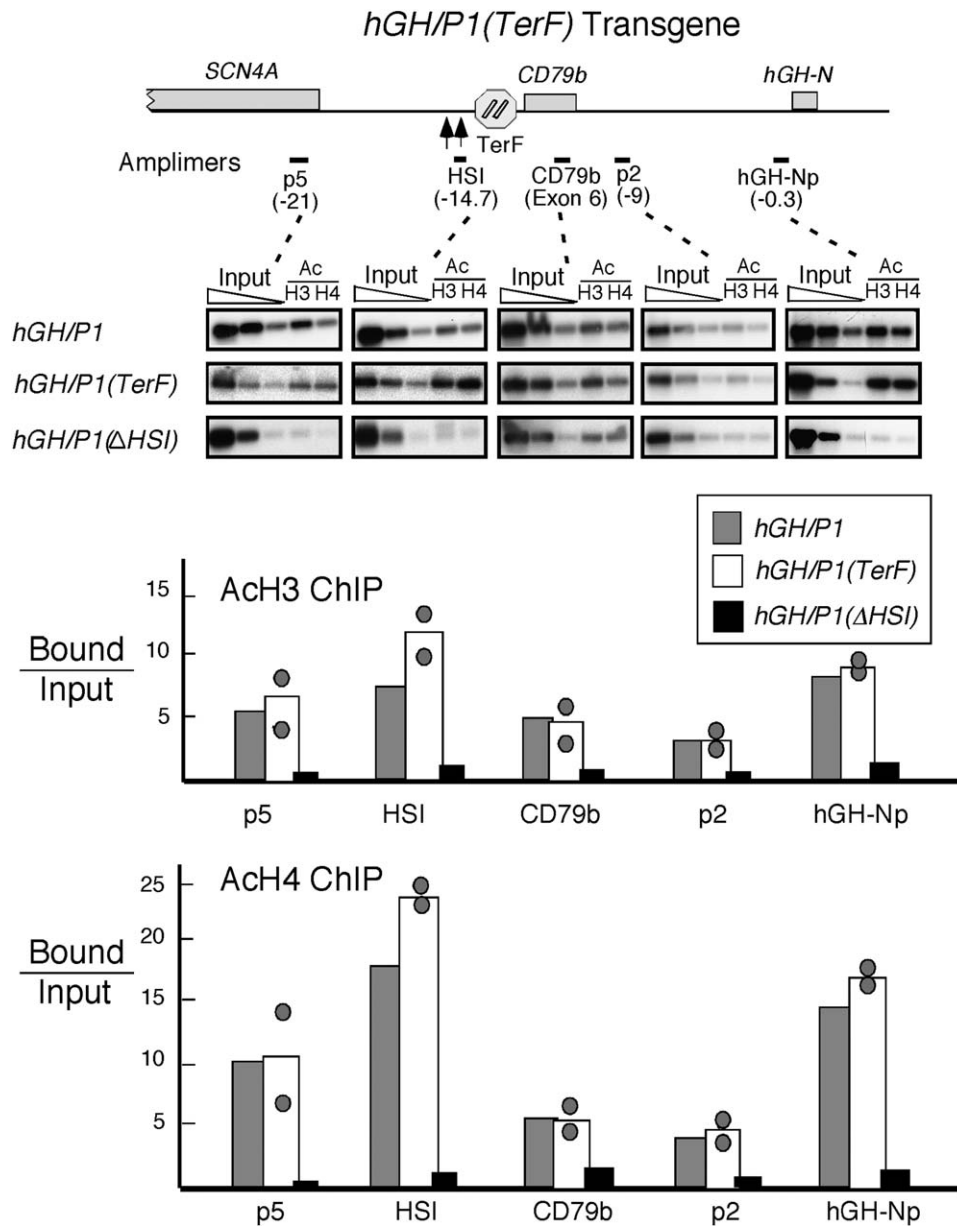 hGH/P1(TerF) Transgene
SCN4A
CD79b
hGH-N
TerF
Amplimers
p5
(-21)
HSI
(-14.7)
CD79b
(Exon 6)
p2
(-9)
hGH-Np
(-0.3)
Input Ac H3 H4
Input Ac H3 H4
Input Ac H3 H4
Input Ac H3 H4
Input Ac H3 H4
hGH/P1
hGH/P1(TerF)
hGH/P1(ΔHSI)
hGH/P1
hGH/P1(TerF)
hGH/P1(ΔHSI)
AcH3 ChIP
Bound
Input
15
10
5
p5 HSI CD79b p2 hGH-Np
AcH4 ChIP
Bound
Input
25
20
15
10
5
p5 HSI CD79b p2 hGH-Np